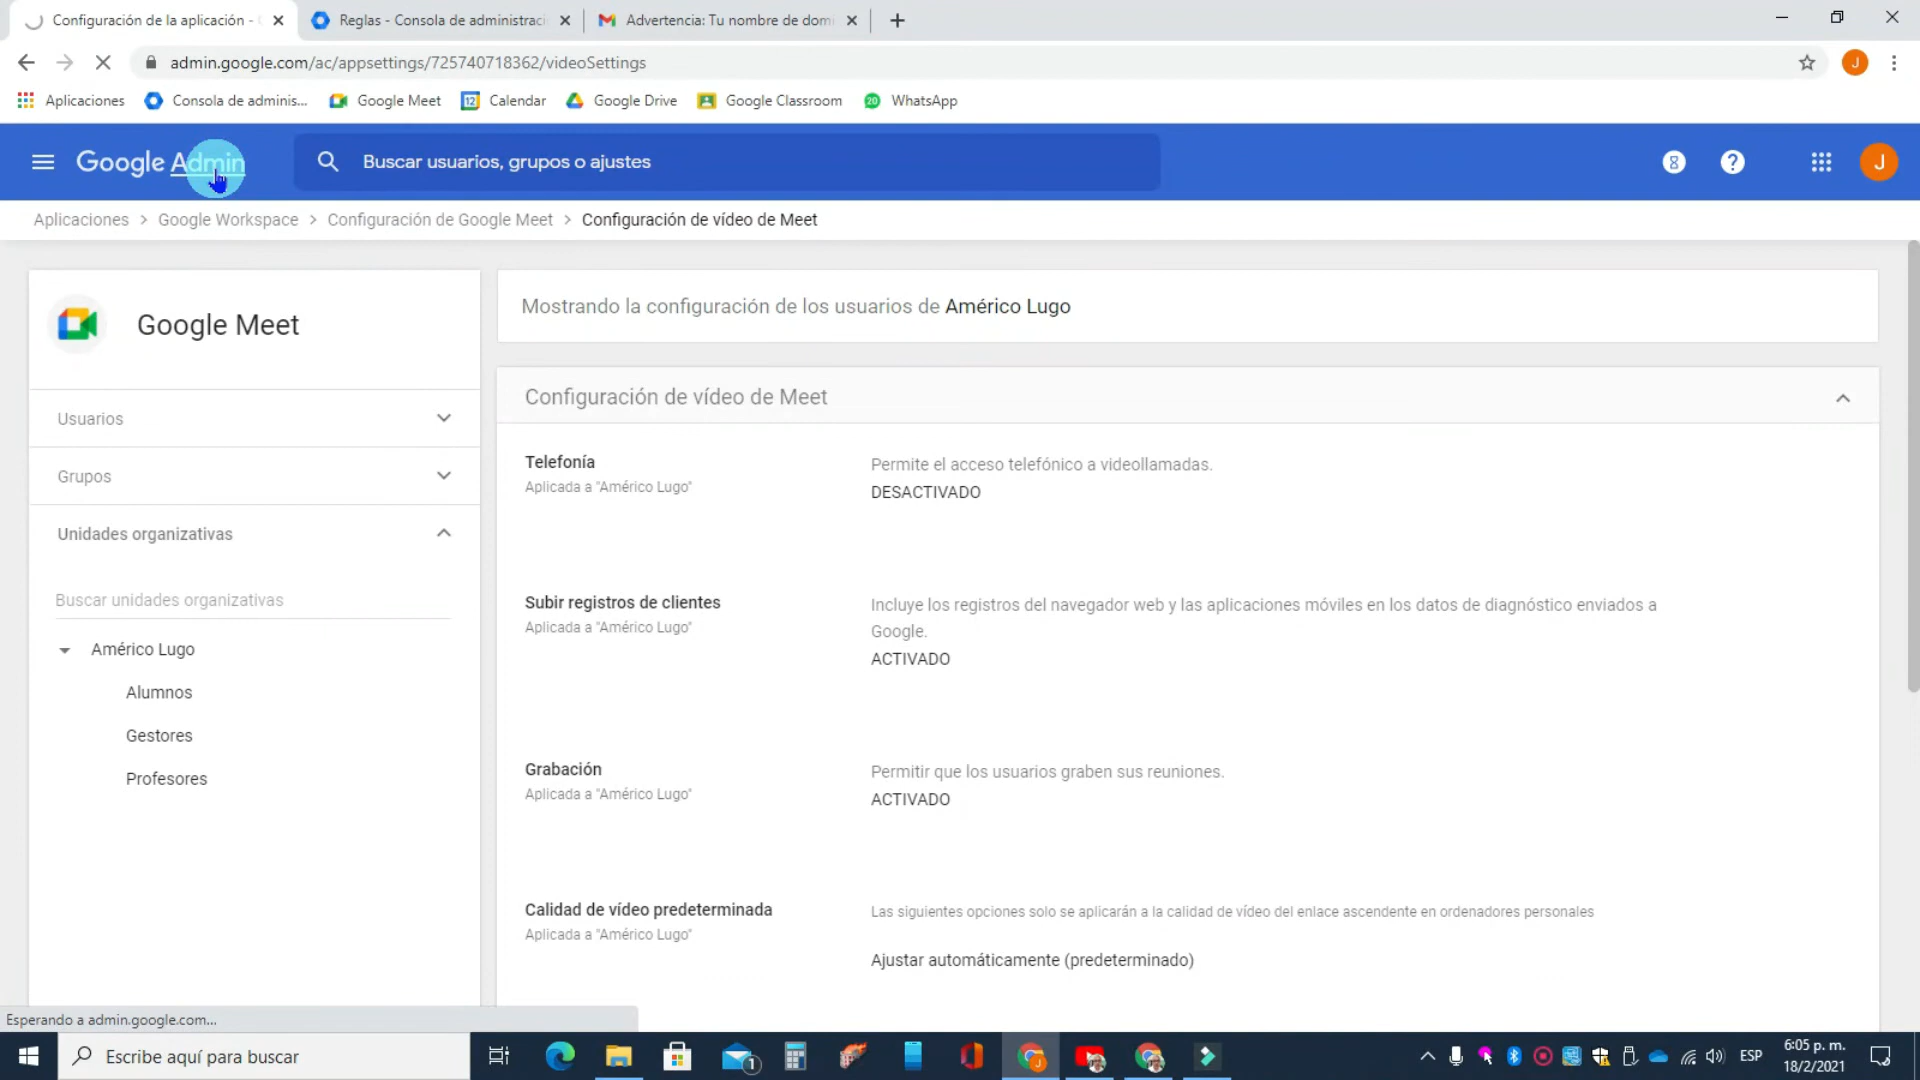 Configuración de la aplicación -
Reglas - Consola de administraci
Advertencia: Tu nombre de domi
admin.google.com/ac/appsettings/725740718362/videoSettings
J
Aplicaciones
Consola de adminis...
Google Meet
Calendar
Google Drive
Google Classroom
WhatsApp
Google Admin
Buscar usuarios, grupos o ajustes
J
Aplicaciones > Google Workspace > Configuración de Google Meet > Configuración de vídeo de Meet
Google Meet
Usuarios
Grupos
Unidades organizativas
Buscar unidades organizativas
Américo Lugo
Alumnos
Gestores
Profesores
Mostrando la configuración de los usuarios de Américo Lugo
Configuración de vídeo de Meet
Telefonía
Aplicada a "Américo Lugo"
Permite el acceso telefónico a videollamadas.
DESACTIVADO
Subir registros de clientes
Aplicada a "Américo Lugo"
Incluye los registros del navegador web y las aplicaciones móviles en los datos de diagnóstico enviados a
Google.
ACTIVADO
Grabación
Aplicada a "Américo Lugo"
Permitir que los usuarios graben sus reuniones.
ACTIVADO
Calidad de vídeo predeterminada
Aplicada a "Américo Lugo"
Las siguientes opciones solo se aplicarán a la calidad de vídeo del enlace ascendente en ordenadores personales
Ajustar automáticamente (predeterminado)
Esperando a admin.google.com...
Escribe aquí para buscar
1
ESP
6:05 p. m.
18/2/2021